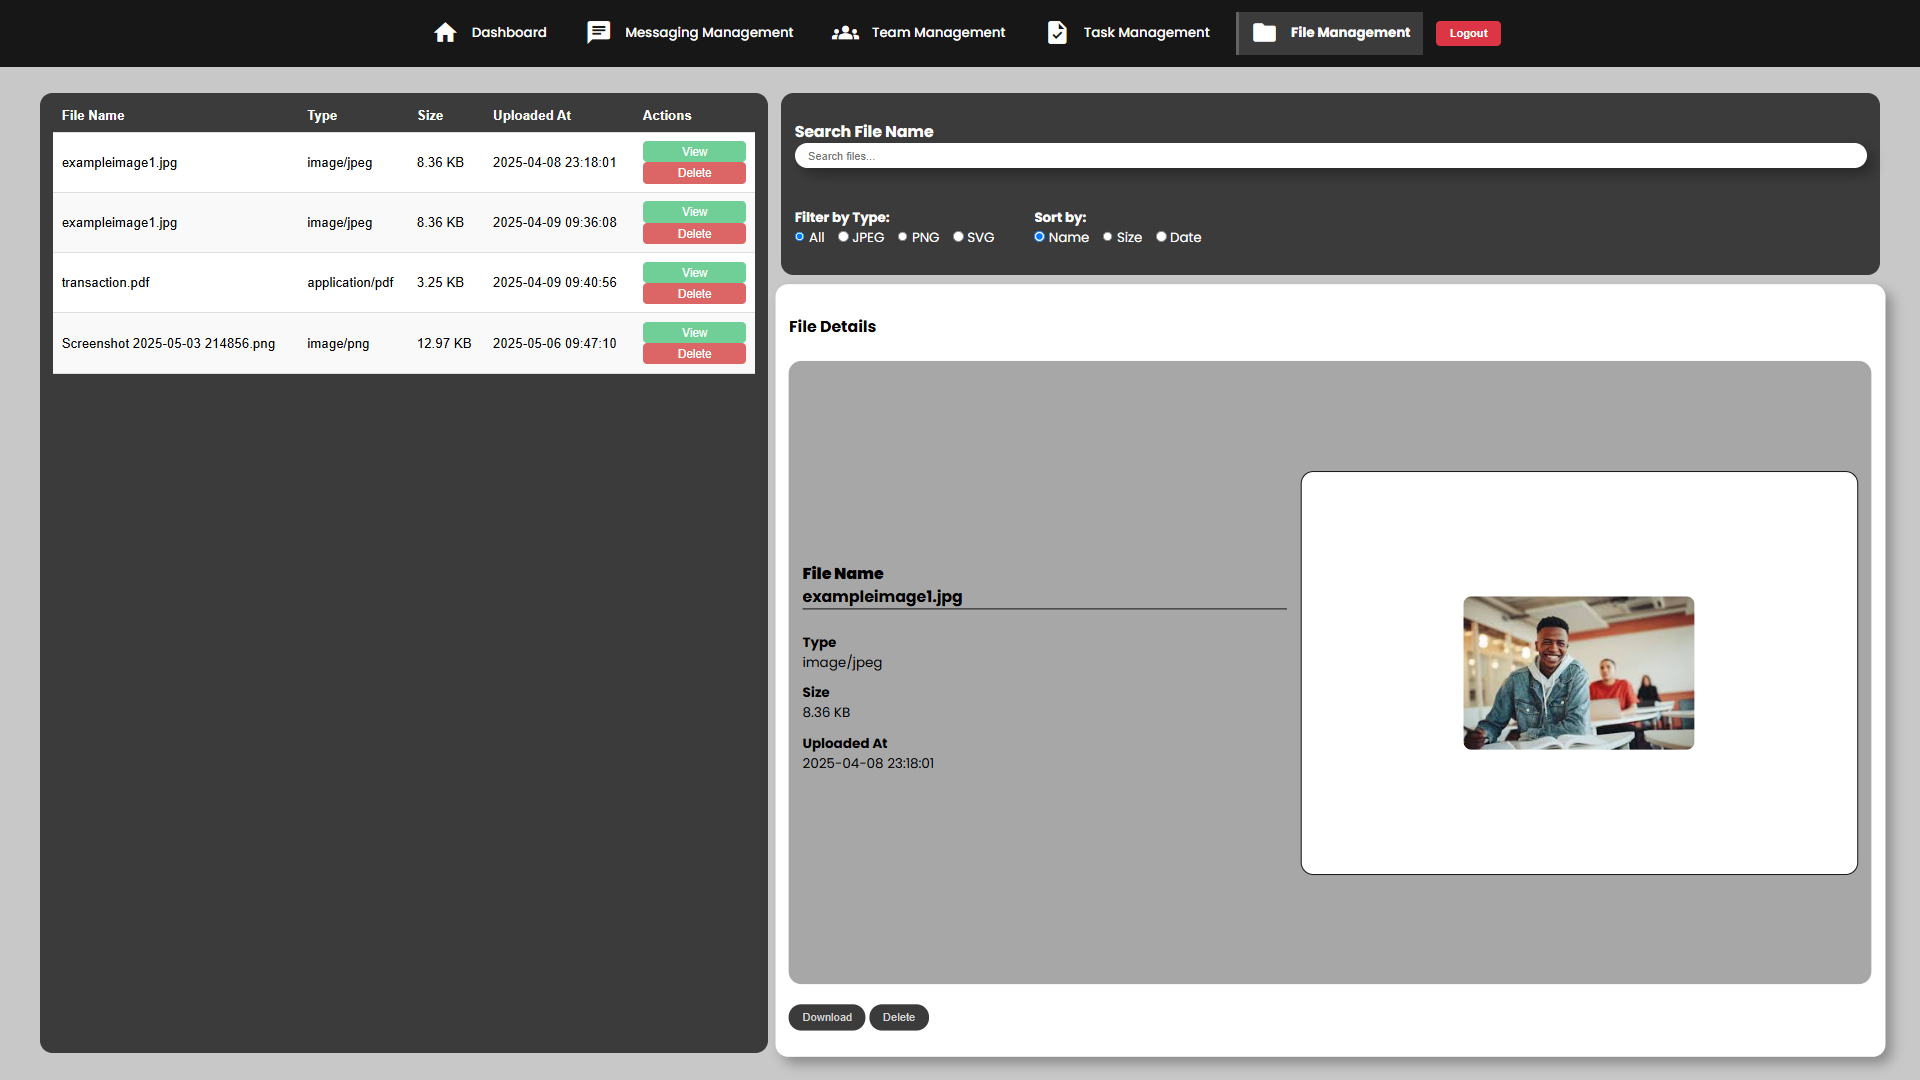 Dashboard Messaging Management Team Management Task Management File Management Logout
File Name Type Size Uploaded At Actions
exampleimage1.jpg image/jpeg 8.36 KB 2025-04-08 23:18:01 View
Delete
exampleimage1.jpg image/jpeg 8.36 KB 2025-04-09 09:36:08 View
Delete
transaction.pdf application/pdf 3.25 KB 2025-04-09 09:40:56 View
Delete
Screenshot 2025-05-03 214856.png image/png 12.97 KB 2025-05-06 09:47:10 View
Delete
Search File Name
Search files...
Filter by Type: Sort by:
All JPEG PNG SVG Name Size Date
File Details
File Name
exampleimage1.jpg
Type
image/jpeg
Size
8.36 KB
Uploaded At
2025-04-08 23:18:01
Download Delete